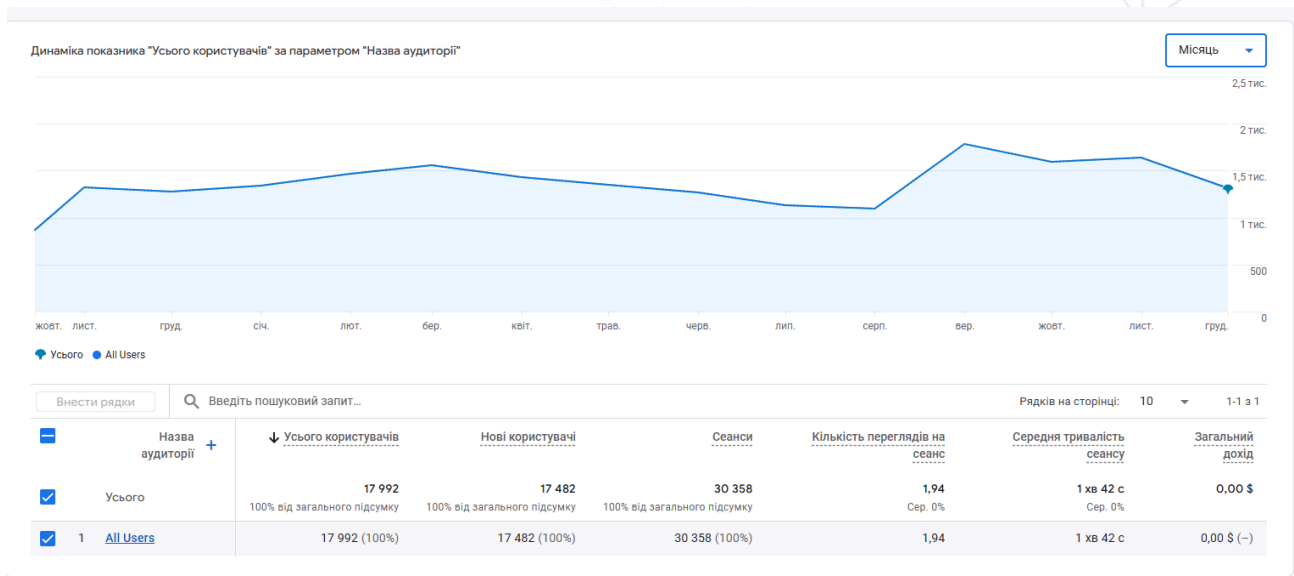 Динаміка показника "Усього користувачів" за параметром "Назва аудиторії"
Місяць
2,5 тис.
2 тис.
1,5 тис.
1 тис.
500
0
жовт. лист. груд. січ. лют. бер. квіт. трав. черв. лип. серп. вер. жовт. лист. груд.
Усього All Users
Внести рядки Введіть пошуковий запит... Рядків на сторінці: 10 1-1 з 1
Назва аудиторії + ↓ Усього користувачів Нові користувачі Сеанси Кількість переглядів на сеанс Середня тривалість сеансу Загальний дохід
Усього 17 992 17 482 30 358 1,94 1 хв 42 с 0,00 $
100% від загального підсумку 100% від загального підсумку 100% від загального підсумку Сер. 0% Сер. 0%
1 All Users 17 992 (100%) 17 482 (100%) 30 358 (100%) 1,94 1 хв 42 с 0,00 $ (–)